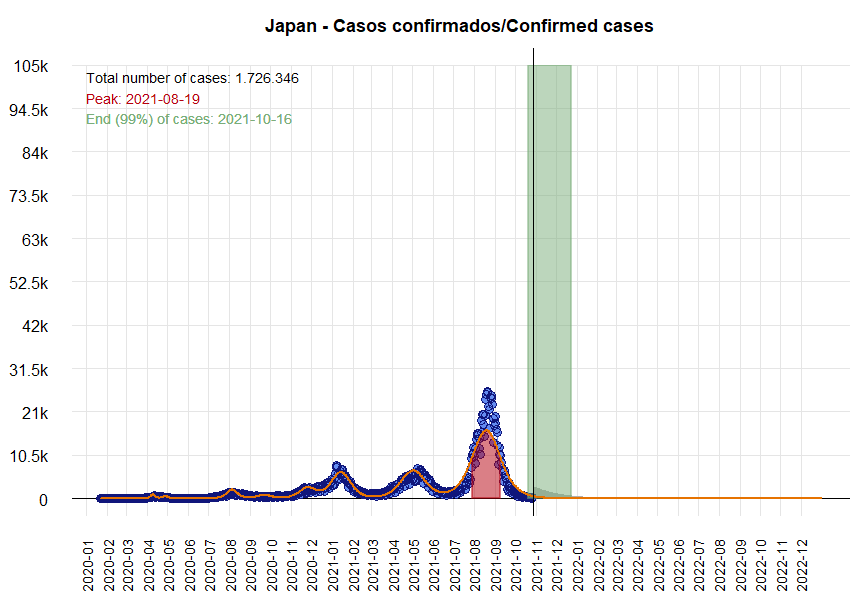 Japan - Casos confirmados/Confirmed cases
105k
94.5k
84k
73.5k
63k
52.5k
42k
31.5k
21k
10.5k
0
Total number of cases: 1.726.346
Peak: 2021-08-19
End (99%) of cases: 2021-10-16
2020-01
2020-02
2020-03
2020-04
2020-05
2020-06
2020-07
2020-08
2020-09
2020-10
2020-11
2020-12
2021-01
2021-02
2021-03
2021-04
2021-05
2021-06
2021-07
2021-08
2021-09
2021-10
2021-11
2021-12
2022-01
2022-02
2022-03
2022-04
2022-05
2022-06
2022-07
2022-08
2022-09
2022-10
2022-11
2022-12